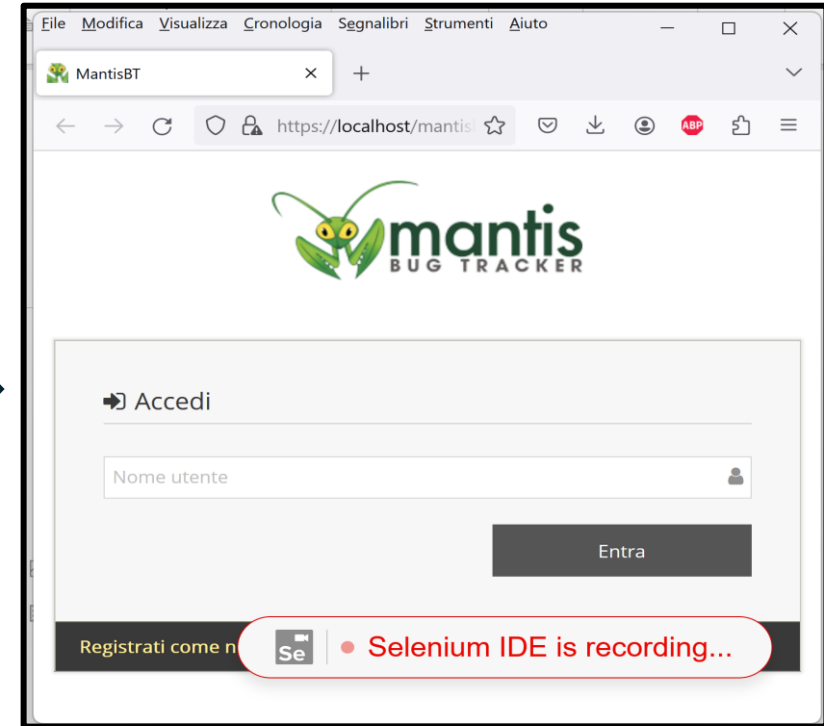 File Modifica Visualizza Cronologia Segnalibri Strumenti Aiuto
MantisBT
https://localhost/mantis
ABP
mantis
BUG TRACKER
Accedi
Nome utente
Entra
Registrati come n
Se
Selenium IDE is recording...